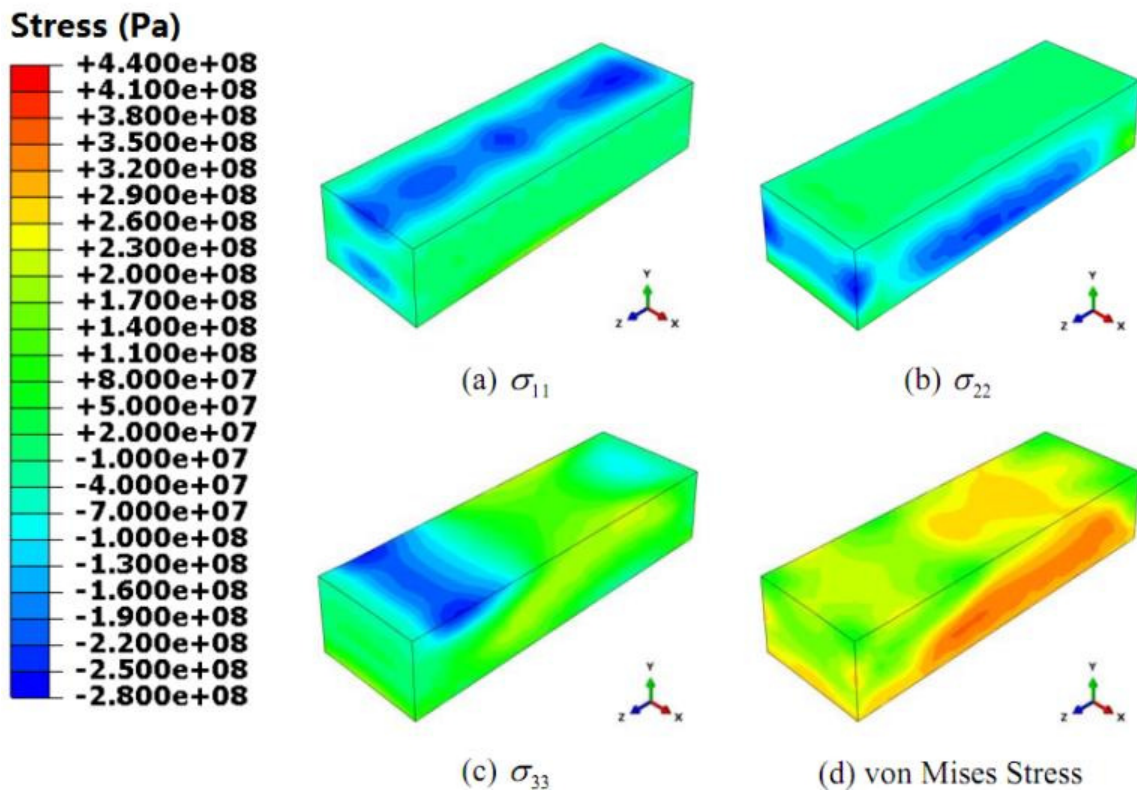 Stress (Pa)
+4.400e+08
+4.100e+08
+3.800e+08
+3.500e+08
+3.200e+08
+2.900e+08
+2.600e+08
+2.300e+08
+2.000e+08
+1.700e+08
+1.400e+08
+1.100e+08
+8.000e+07
+5.000e+07
+2.000e+07
-1.000e+07
-4.000e+07
-7.000e+07
-1.000e+08
-1.300e+08
-1.600e+08
-1.900e+08
-2.200e+08
-2.500e+08
-2.800e+08
Y
Z X
(a) σ₁₁
Y
Z X
(b) σ₂₂
Y
Z X
(c) σ₃₃
Y
Z X
(d) von Mises Stress